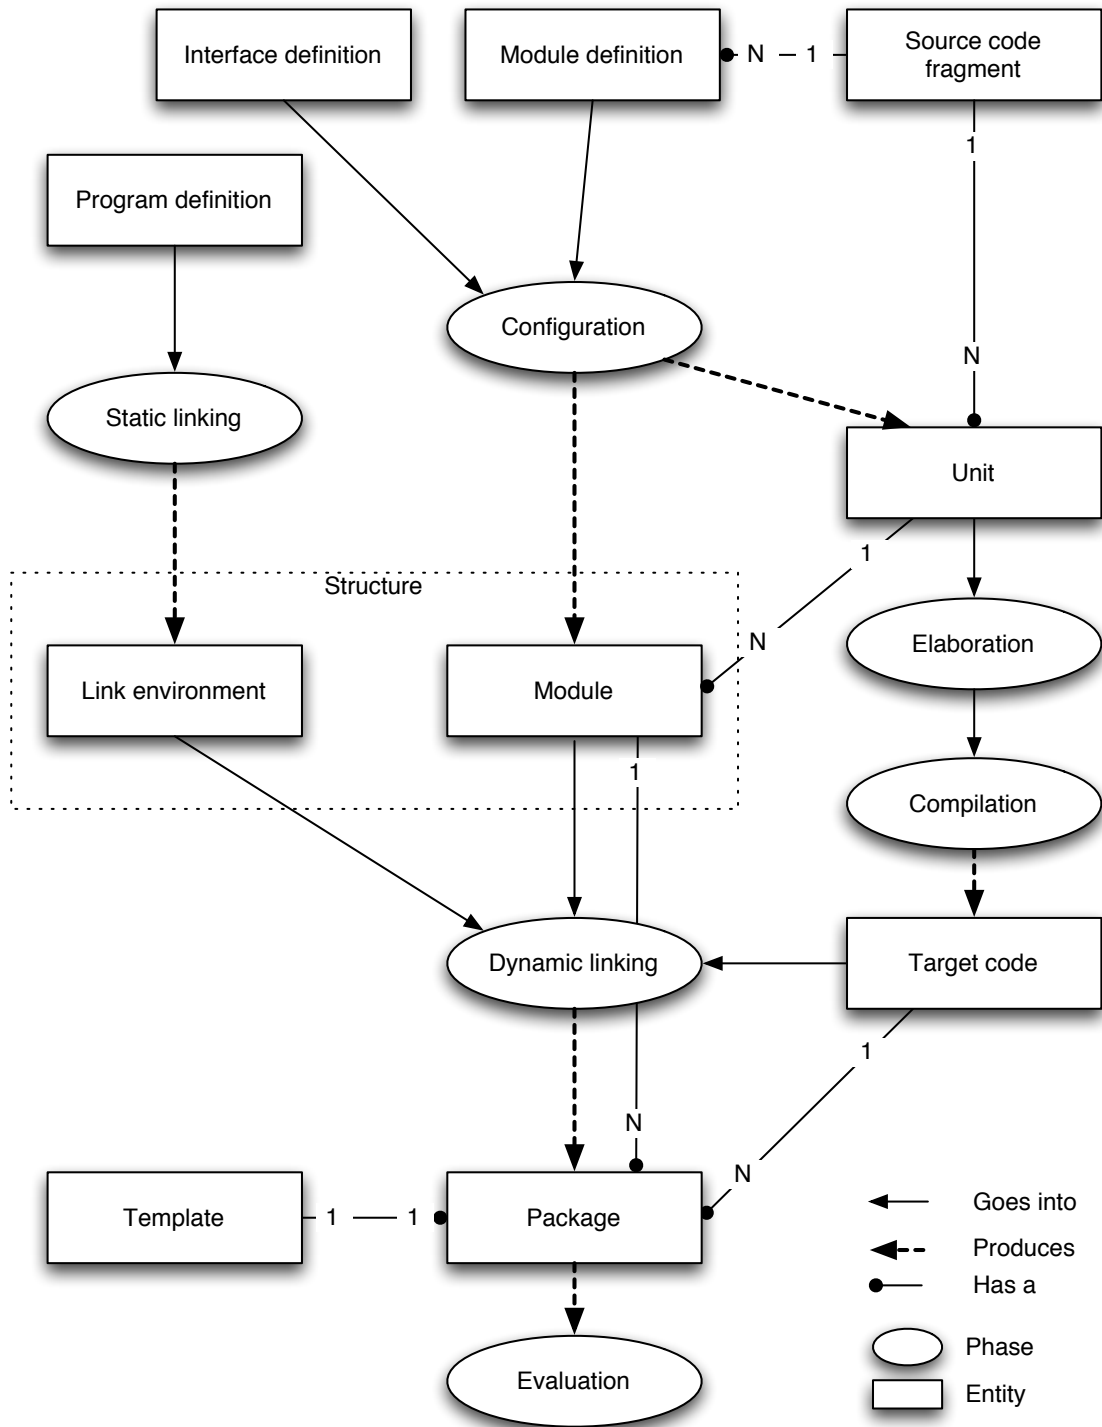 Interface definition
Module definition
N
1
Source code
fragment
1
Program definition
Configuration
N
Static linking
Unit
1
Structure
N
Elaboration
Link environment
Module
1
Compilation
Dynamic linking
Target code
1
N
N
Template
1
1
Package
Goes into
Produces
Has a
Phase
Evaluation
Entity